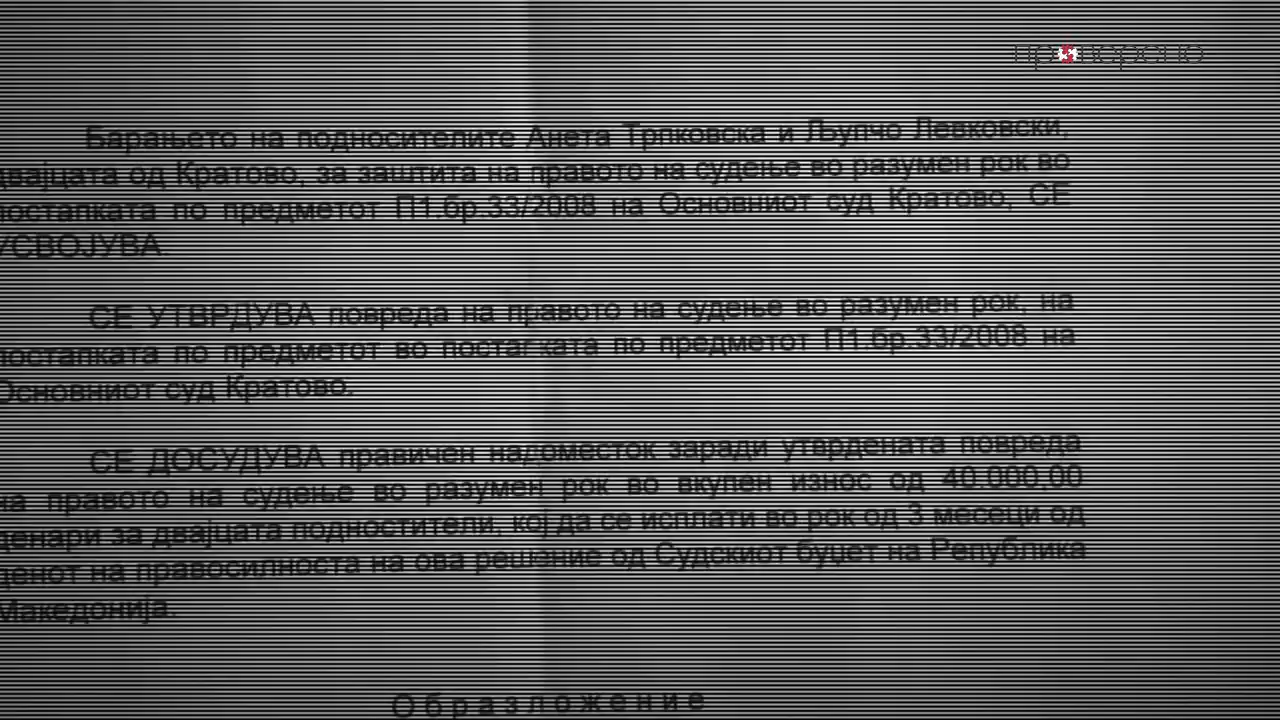 проверено
Барањето на подносителите Анета Трпковска и Љупчо Левковски,
двајцата од Кратово, за заштита на правото на судење во разумен рок во
постапката по предметот П1.бр.33/2008 на Основниот суд Кратово, СЕ
УСВОЈУВА.
СЕ УТВРДУВА повреда на правото на судење во разумен рок, на
постапката по предметот во постапката по предметот П1.бр.33/2008 на
Основниот суд Кратово.
СЕ ДОСУДУВА правичен надоместок заради утврдената повреда
на правото на судење во разумен рок во вкупен износ од 40.000,00
денари за двајцата подностители, кој да се исплати во рок од 3 месеци од
денот на правосилноста на ова решение од Судскиот буџет на Република
Македонија.
Образложение